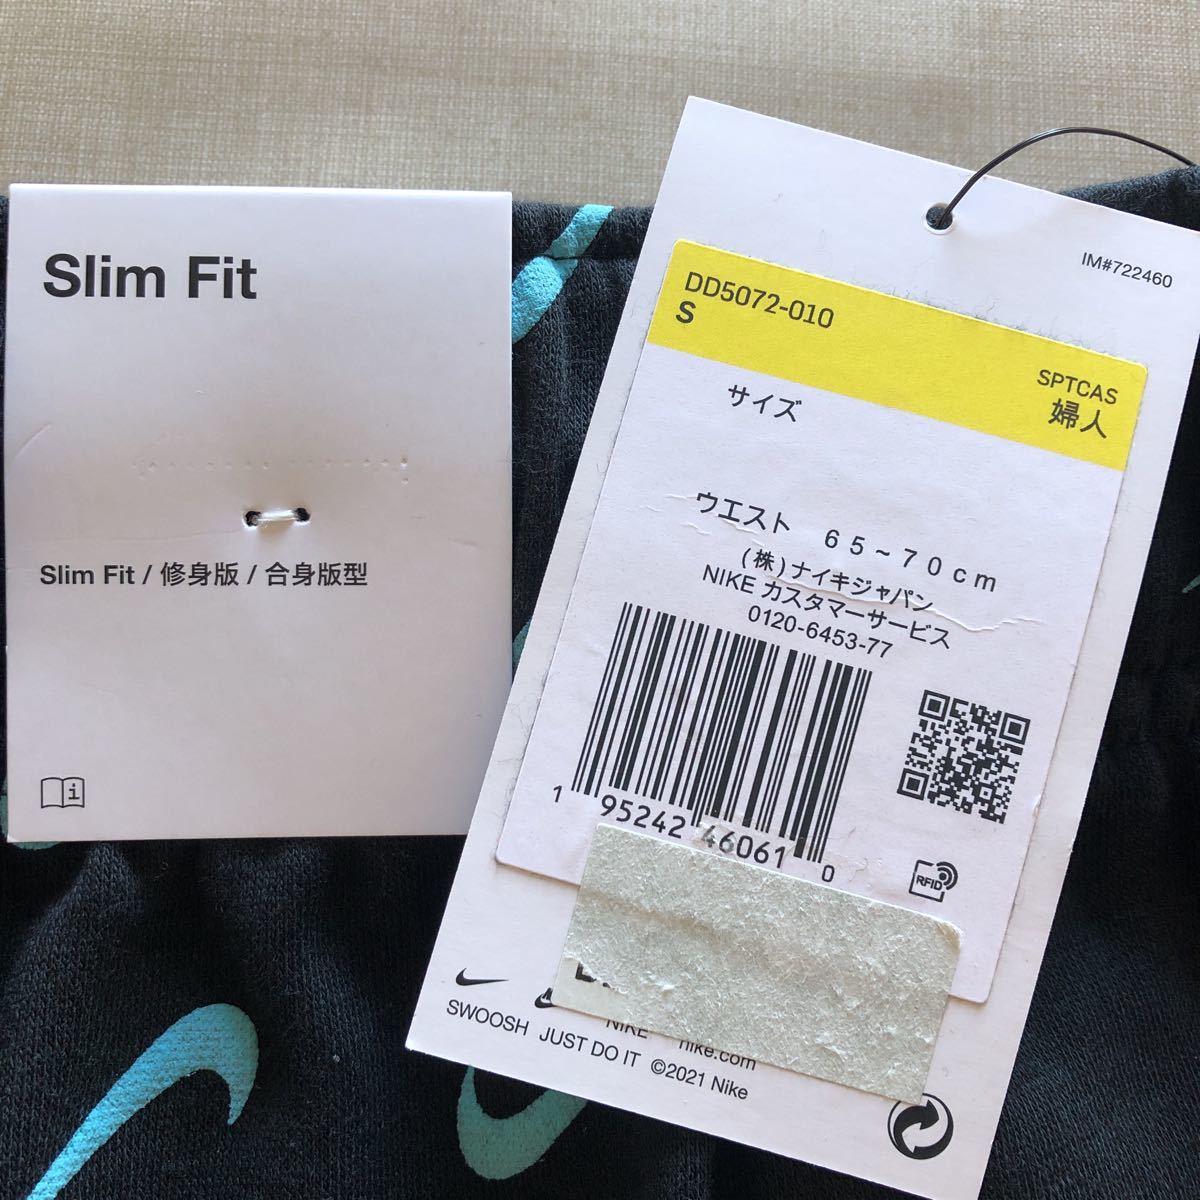 Slim Fit
Slim Fit / 修身版 / 合身版型
IM#722460
DD5072-010
S
SPTCAS
婦人
サイズ
ウエスト 65~70cm
(株)ナイキジャパン
NIKE カスタマーサービス
0120-6453-77
1 95242 46061 0
RFID
NIKE nike.com
SWOOSH JUST DO IT ©2021 Nike